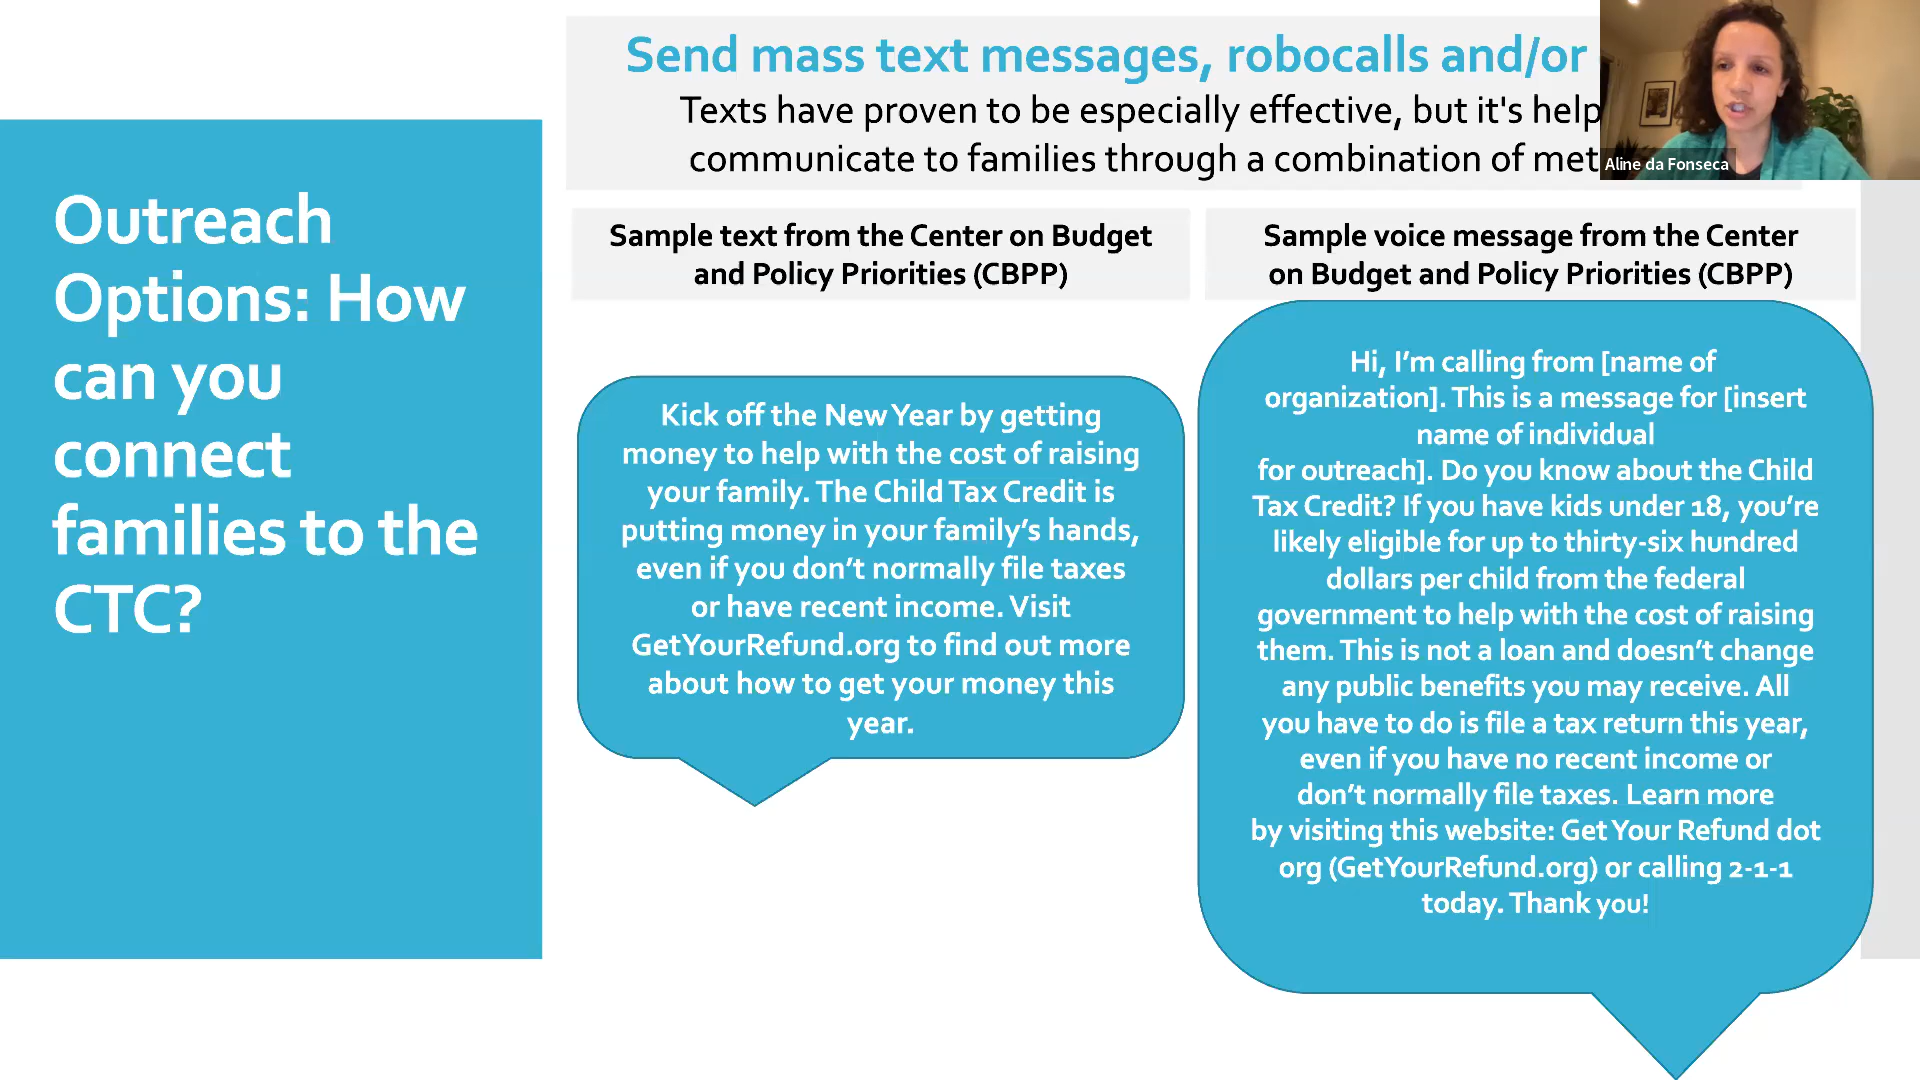 Send mass text messages, robocalls and/or
Texts have proven to be especially effective, but it's help
communicate to families through a combination of met
Aline da Fonseca
Outreach
Options: How
can you
connect
families to the
CTC?
Sample text from the Center on Budget
and Policy Priorities (CBPP)
Kick off the New Year by getting
money to help with the cost of raising
your family. The Child Tax Credit is
putting money in your family’s hands,
even if you don’t normally file taxes
or have recent income. Visit
GetYourRefund.org to find out more
about how to get your money this
year.
Sample voice message from the Center
on Budget and Policy Priorities (CBPP)
Hi, I’m calling from [name of
organization]. This is a message for [insert
name of individual
for outreach]. Do you know about the Child
Tax Credit? If you have kids under 18, you’re
likely eligible for up to thirty-six hundred
dollars per child from the federal
government to help with the cost of raising
them. This is not a loan and doesn’t change
any public benefits you may receive. All
you have to do is file a tax return this year,
even if you have no recent income or
don’t normally file taxes. Learn more
by visiting this website: Get Your Refund dot
org (GetYourRefund.org) or calling 2-1-1
today. Thank you!